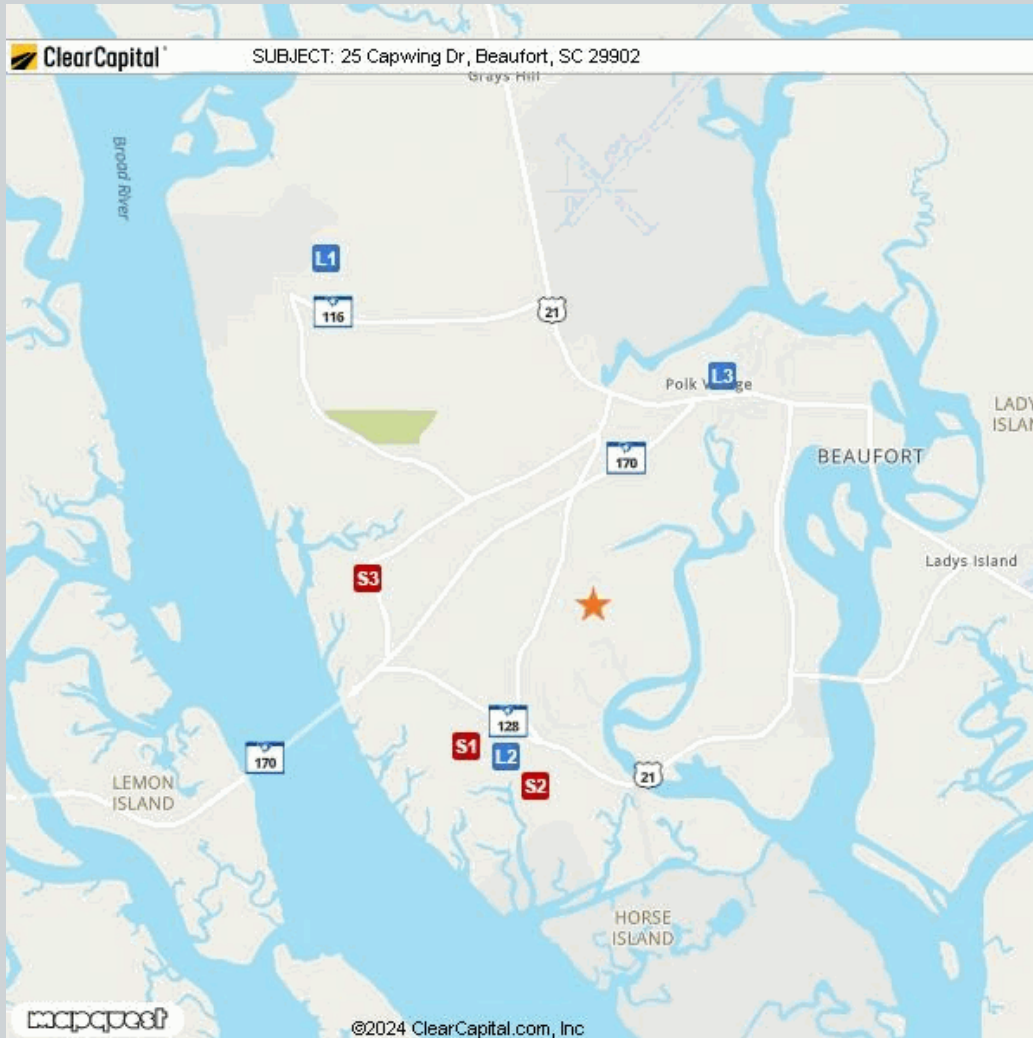 ClearCapital
SUBJECT: 25 Capwing Dr, Beaufort, SC 29902
Grays Hill
Broad River
L1
116
21
L3
Polk Village
LADY
ISLAN
170
BEAUFORT
Ladys Island
S3
128
S1
L2
S2
170
21
LEMON
ISLAND
HORSE
ISLAND
mapquest
©2024 ClearCapital.com, Inc